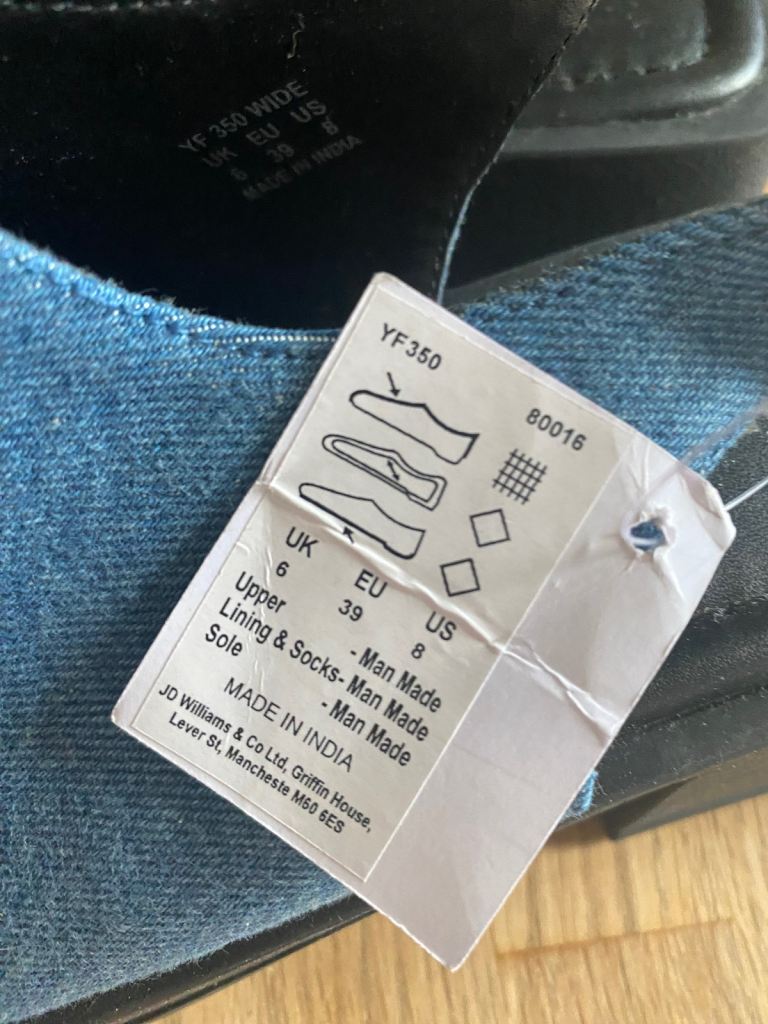 YF 350 WIDE
UK EU US
6 39 8
MADE IN INDIA
YF350
80016
UK EU US
6 39 8
Upper - Man Made
Lining & Socks- Man Made
Sole - Man Made
MADE IN INDIA
JD Williams & Co Ltd, Griffin House,
Lever St, Mancheste M60 6ES